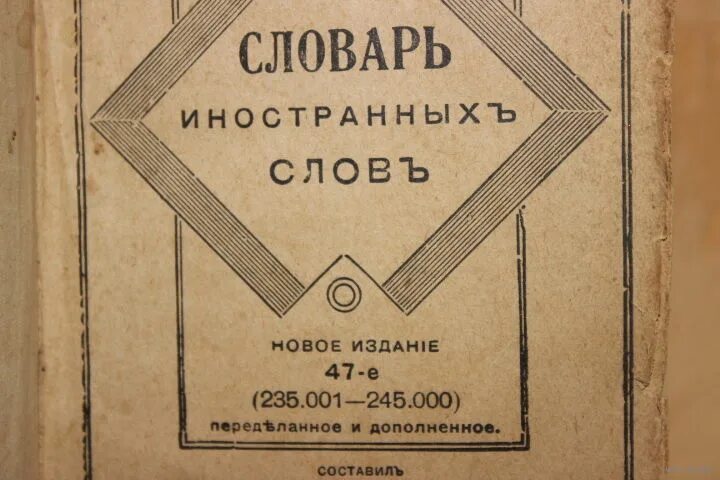 СЛОВАРЬ
ИНОСТРАННЫХЪ
СЛОВЪ
НОВОЕ ИЗДАНІЕ
47-е
(235.001—245.000)
передѣланное и дополненное.
СОСТАВИЛЪ